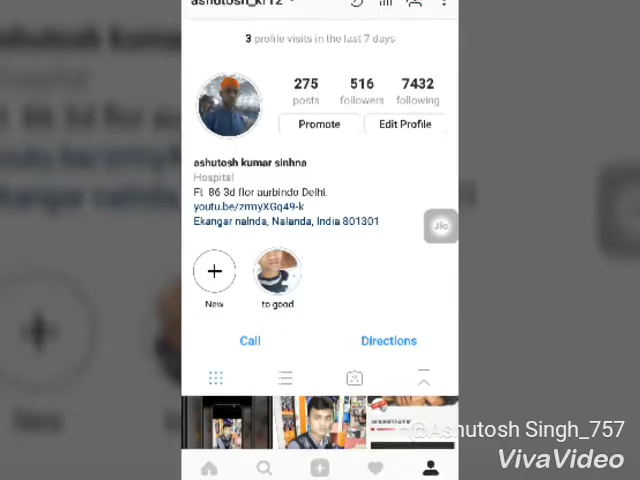 3 profile visits in the last 7 days
275 516 7432
posts followers following
Promote Edit Profile
ashutosh kumar sinhna
Hospital
Ft 86 3d flor aurbindo Delhi.
youtu.be/zrmyXGq49-k
Ekangar nalnda, Nalanda, India 801301
Jio
New to good
Call Directions
@Ashutosh Singh_757
VivaVideo